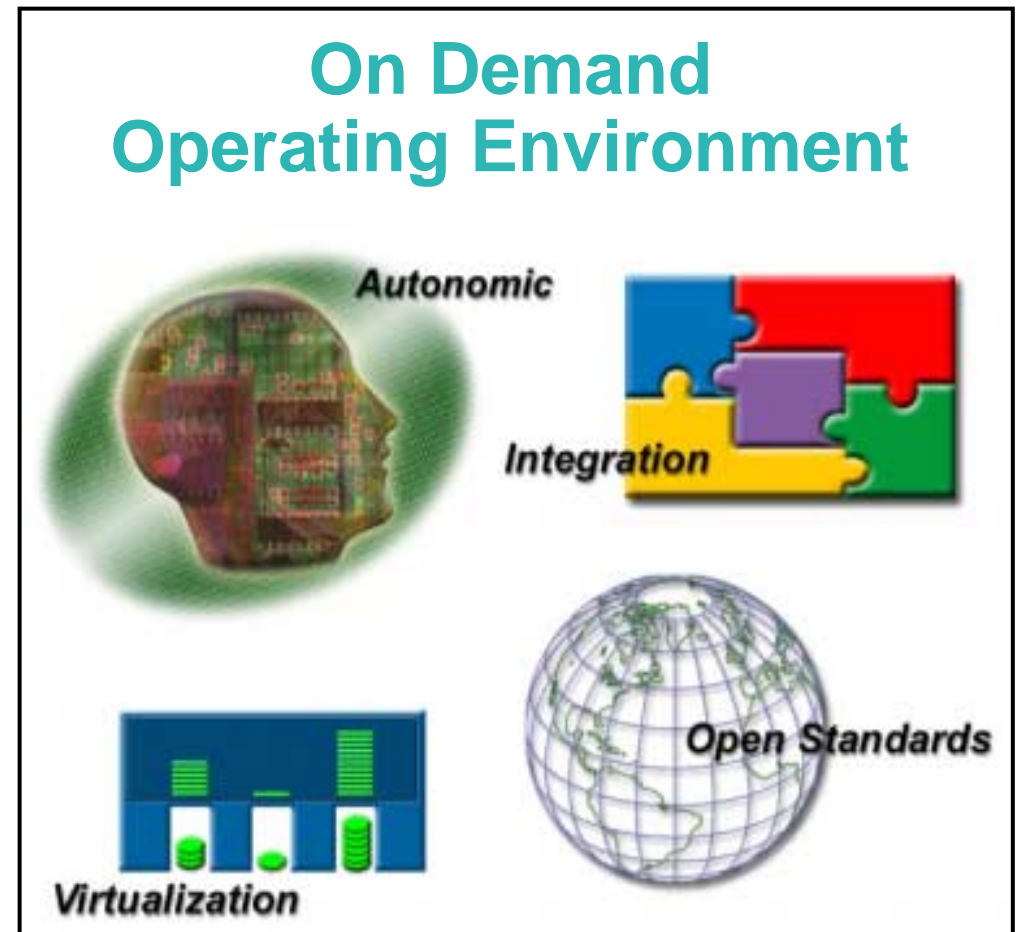 On Demand
Operating Environment
Autonomic
Integration
Open Standards
Virtualization